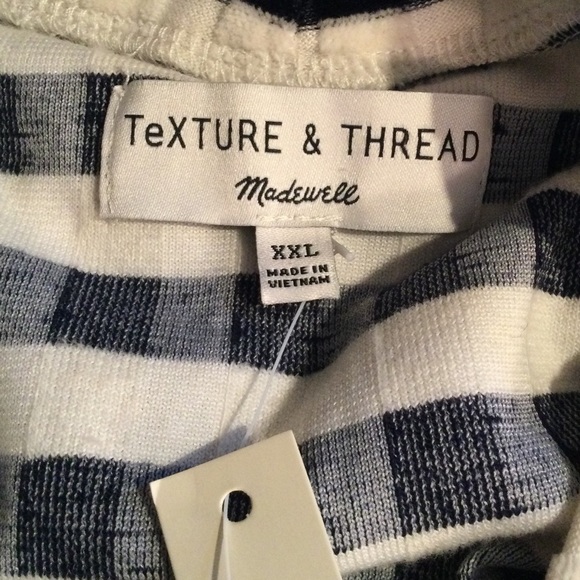 TeXTURE & THREAD
Madewell
XXL
MADE IN
VIETNAM